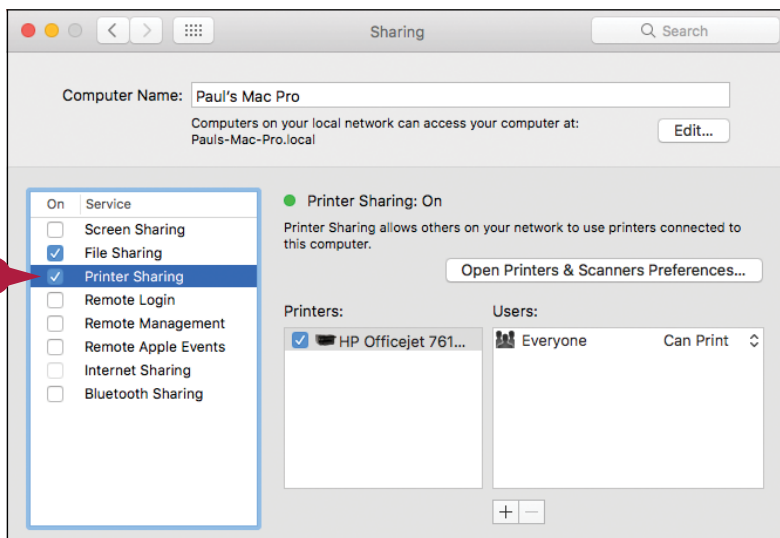 Sharing
Search
Computer Name: Paul's Mac Pro
Computers on your local network can access your computer at:
Pauls-Mac-Pro.local
Edit...
On Service
Screen Sharing
File Sharing
Printer Sharing
Remote Login
Remote Management
Remote Apple Events
Internet Sharing
Bluetooth Sharing
Printer Sharing: On
Printer Sharing allows others on your network to use printers connected to
this computer.
Open Printers & Scanners Preferences...
Printers:
HP Officejet 761...
Users:
Everyone Can Print